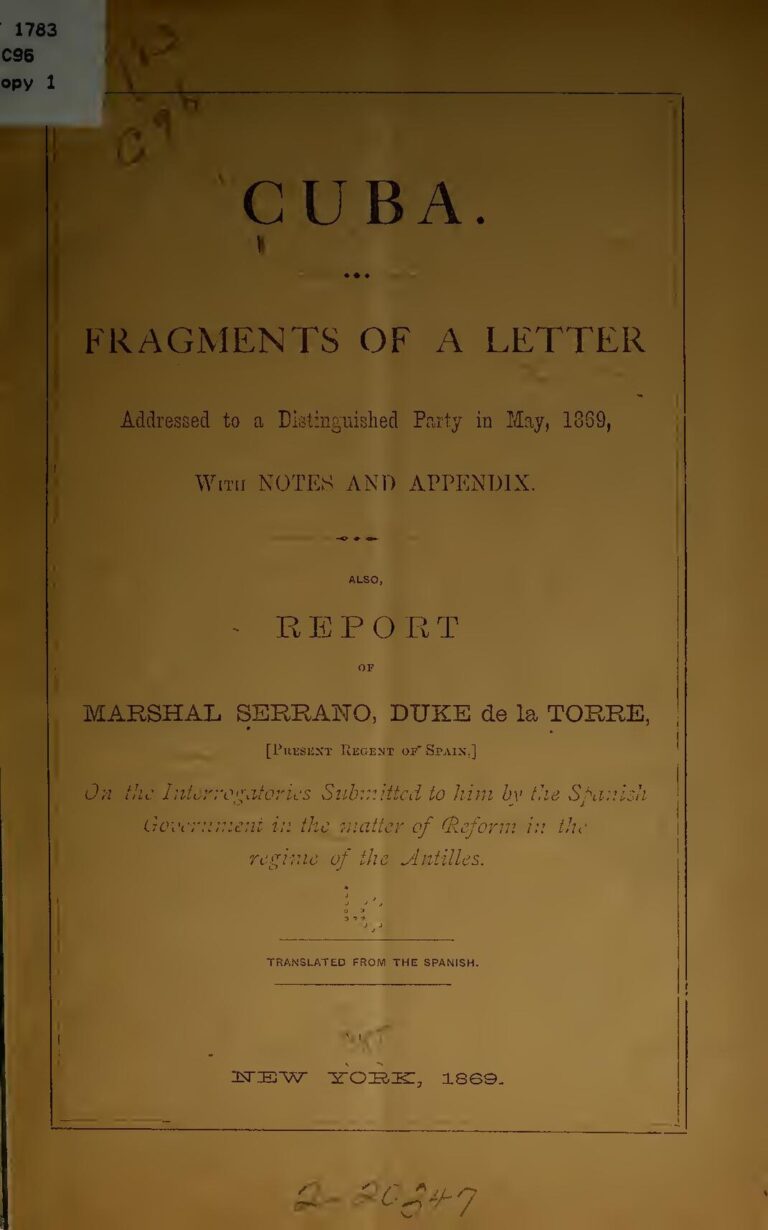 1783
C96
opy 1
C96
CUBA.
FRAGMENTS OF A LETTER
Addressed to a Distinguished Party in May, 1869,
WITH NOTES AND APPENDIX.
ALSO,
REPORT
OF
MARSHAL SERRANO, DUKE de la TORRE,
[PRESENT REGENT OF SPAIN.]
On the Interrogatories Submitted to him by the Spanish
Government in the matter of Reform in the
regime of the Antilles.
TRANSLATED FROM THE SPANISH.
NEW YORK, 1869.
2-20347